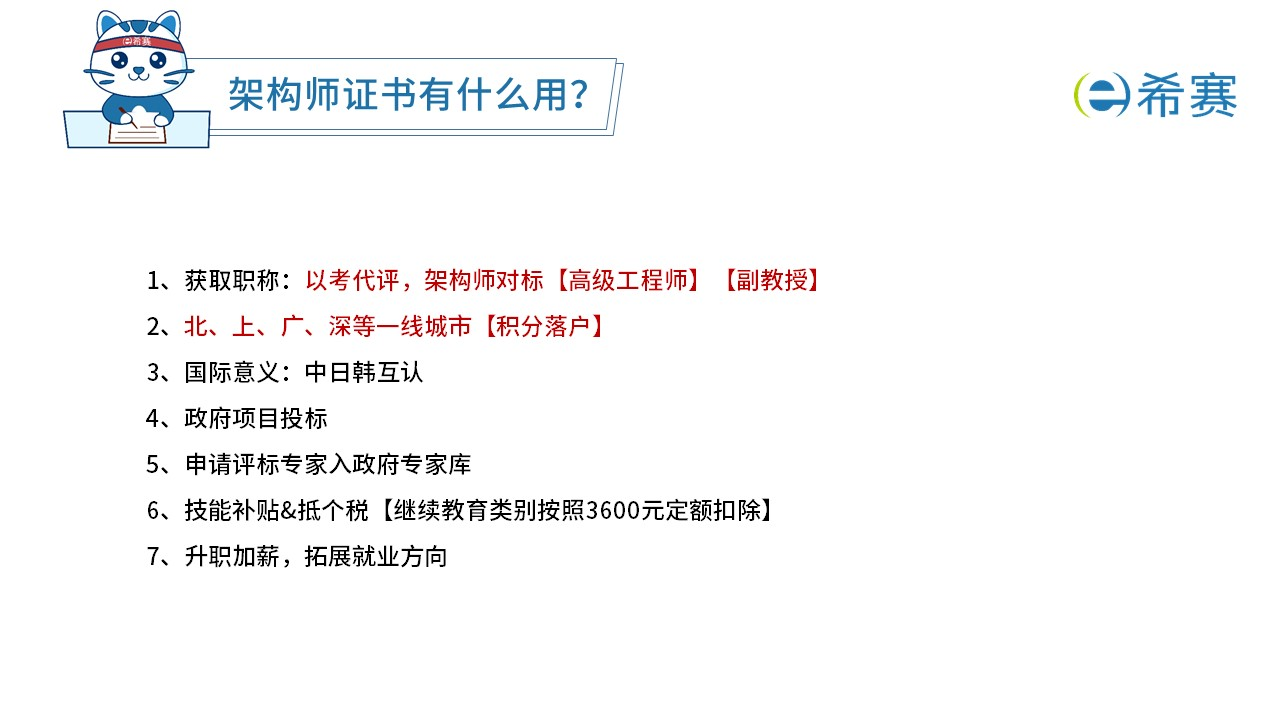 希赛
架构师证书有什么用？
希赛
1、获取职称：以考代评，架构师对标【高级工程师】【副教授】
2、北、上、广、深等一线城市【积分落户】
3、国际意义：中日韩互认
4、政府项目投标
5、申请评标专家入政府专家库
6、技能补贴&抵个税【继续教育类别按照3600元定额扣除】
7、升职加薪，拓展就业方向